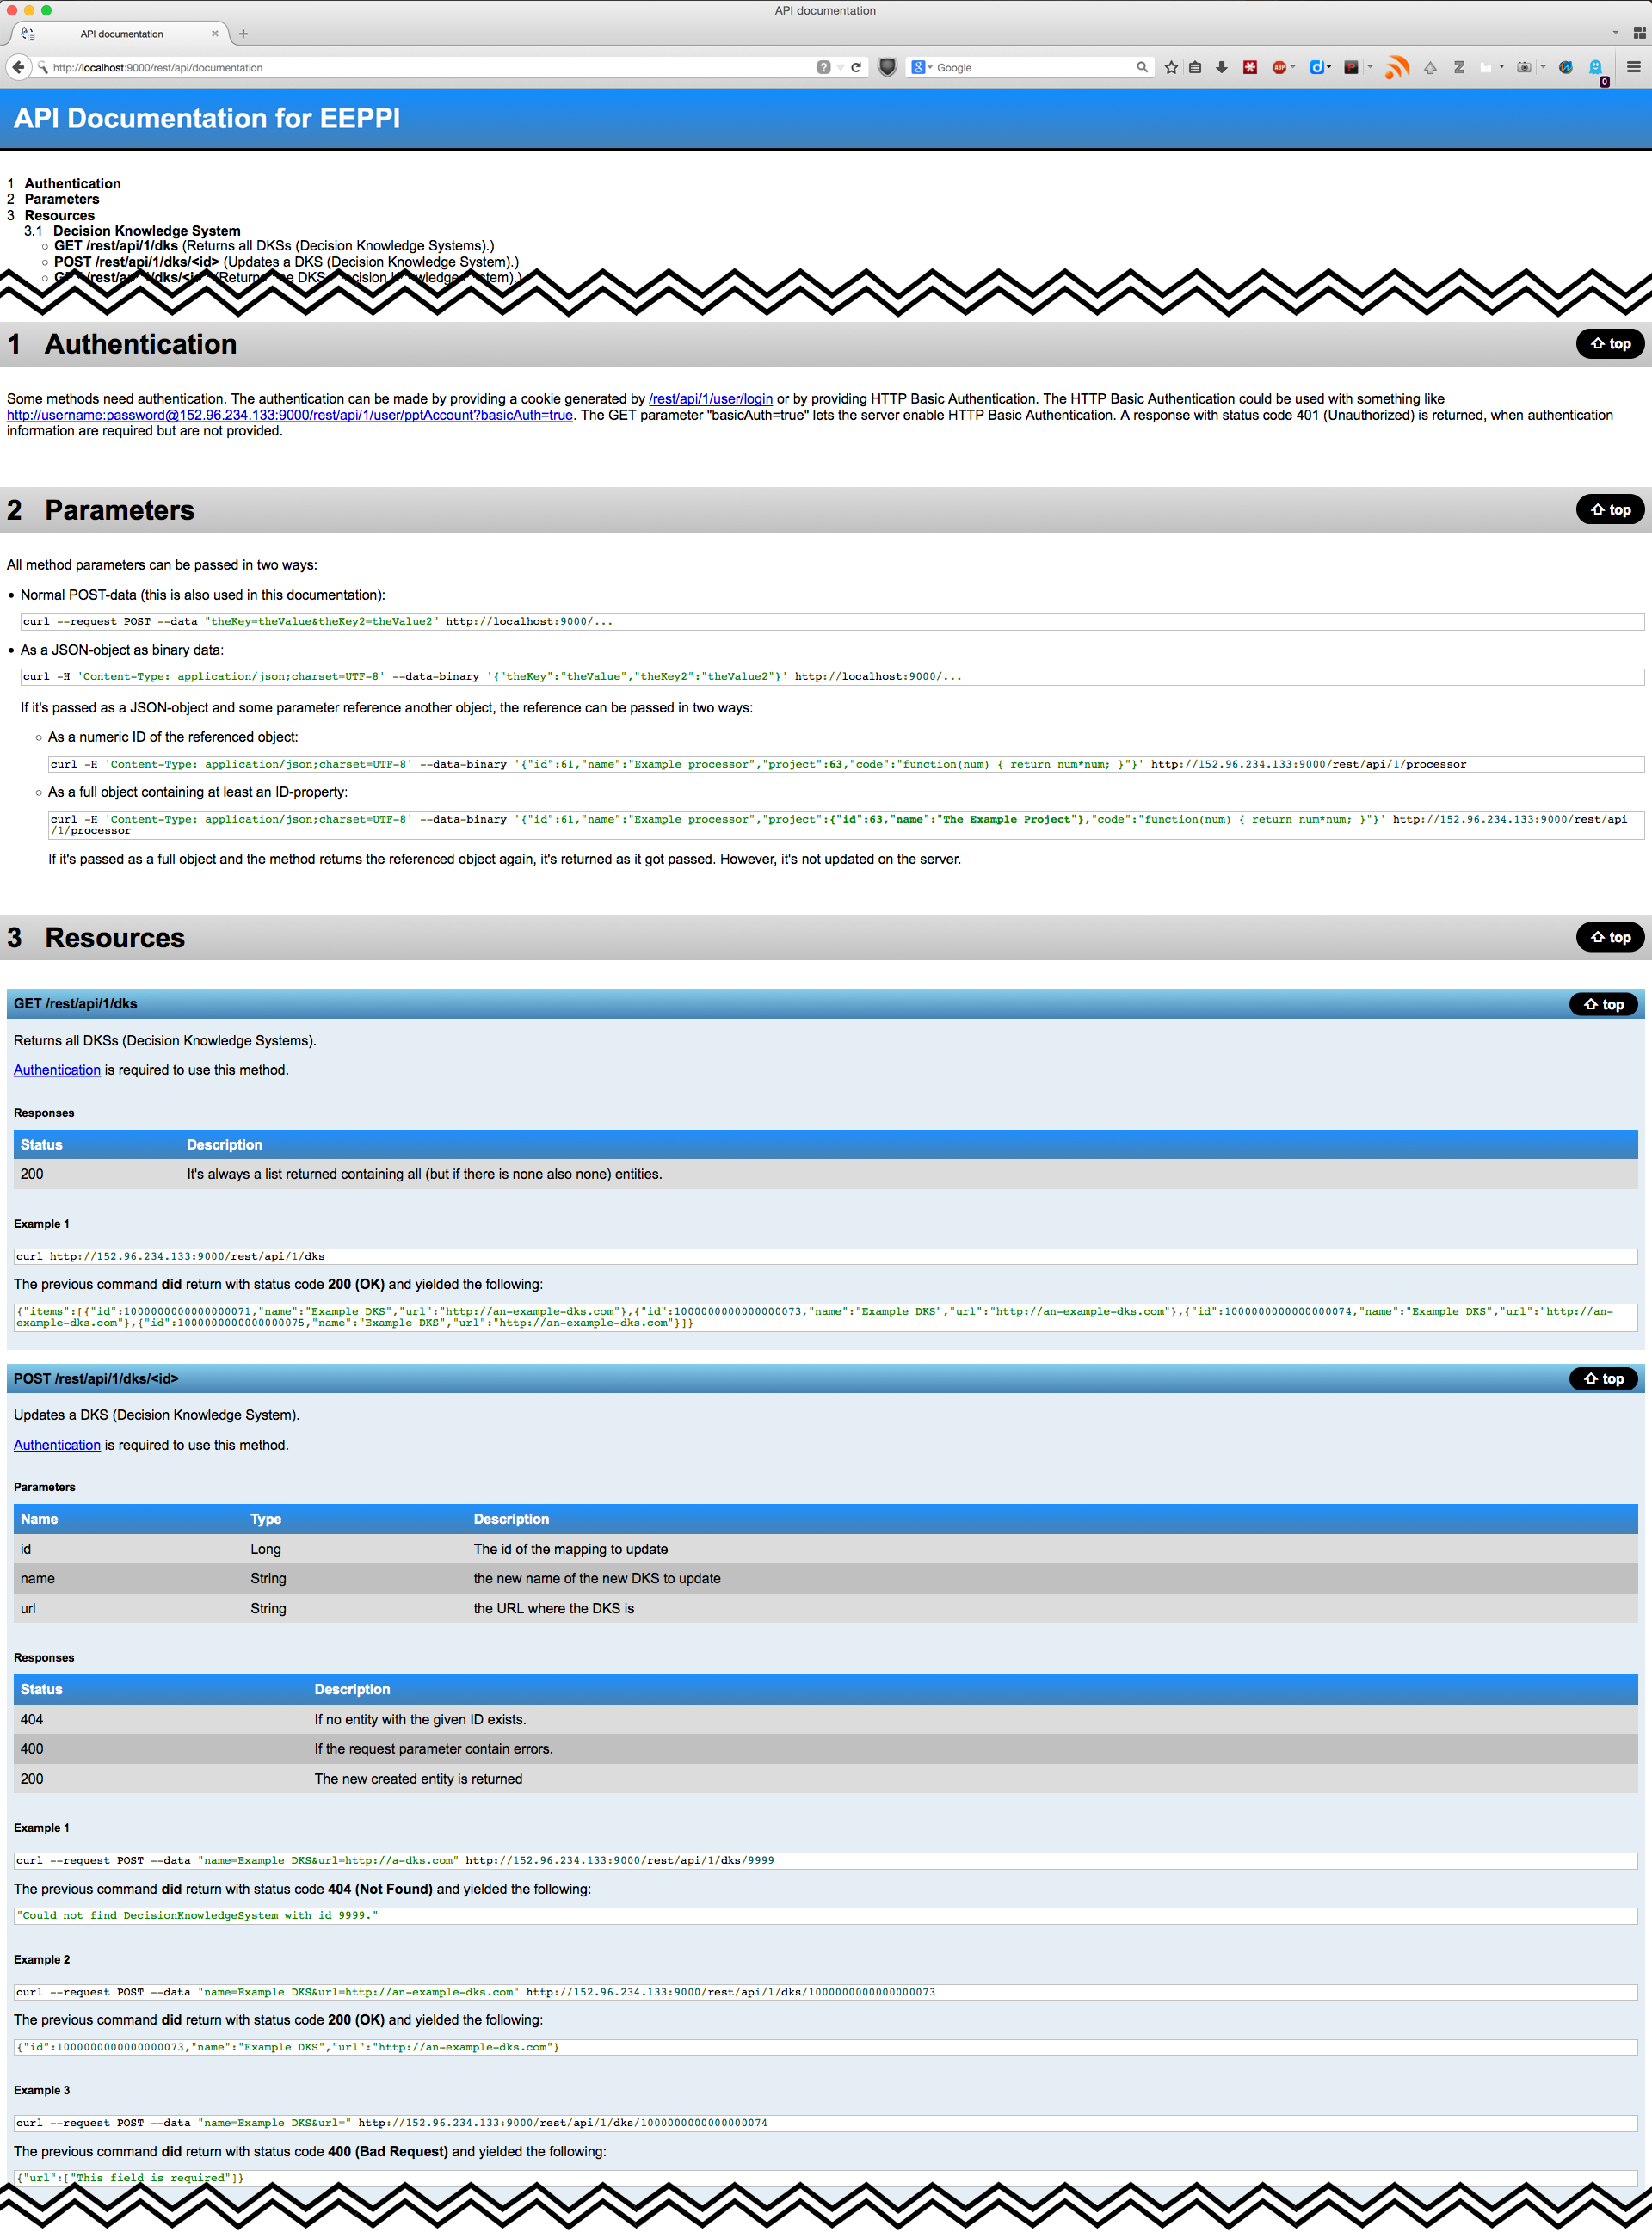 API documentation
API documentation
http://localhost:9000/rest/api/documentation
Google
ABP
0
API Documentation for EEPPI
1 Authentication
2 Parameters
3 Resources
3.1 Decision Knowledge System
GET /rest/api/1/dks (Returns all DKSs (Decision Knowledge Systems).)
POST /rest/api/1/dks/<id> (Updates a DKS (Decision Knowledge System).)
1 Authentication
top
Some methods need authentication. The authentication can be made by providing a cookie generated by /rest/api/1/user/login or by providing HTTP Basic Authentication. The HTTP Basic Authentication could be used with something like
http://username:password@152.96.234.133:9000/rest/api/1/user/pptAccount?basicAuth=true. The GET parameter "basicAuth=true" lets the server enable HTTP Basic Authentication. A response with status code 401 (Unauthorized) is returned, when authentication
information are required but are not provided.
2 Parameters
top
All method parameters can be passed in two ways:
Normal POST-data (this is also used in this documentation):
curl --request POST --data "theKey=theValue&theKey2=theValue2" http://localhost:9000/...
As a JSON-object as binary data:
curl -H 'Content-Type: application/json;charset=UTF-8' --data-binary '{"theKey":"theValue","theKey2":"theValue2"}' http://localhost:9000/...
If it's passed as a JSON-object and some parameter reference another object, the reference can be passed in two ways:
As a numeric ID of the referenced object:
curl -H 'Content-Type: application/json;charset=UTF-8' --data-binary '{"id":61,"name":"Example processor","project":63,"code":"function(num) { return num*num; }"}' http://152.96.234.133:9000/rest/api/1/processor
As a full object containing at least an ID-property:
curl -H 'Content-Type: application/json;charset=UTF-8' --data-binary '{"id":61,"name":"Example processor","project":{"id":63,"name":"The Example Project"},"code":"function(num) { return num*num; }"}' http://152.96.234.133:9000/rest/api
/1/processor
If it's passed as a full object and the method returns the referenced object again, it's returned as it got passed. However, it's not updated on the server.
3 Resources
top
GET /rest/api/1/dks
top
Returns all DKSs (Decision Knowledge Systems).
Authentication is required to use this method.
Responses
Status Description
200 It's always a list returned containing all (but if there is none also none) entities.
Example 1
curl http://152.96.234.133:9000/rest/api/1/dks
The previous command did return with status code 200 (OK) and yielded the following:
{"items":[{"id":1000000000000000071,"name":"Example DKS","url":"http://an-example-dks.com"},{"id":1000000000000000073,"name":"Example DKS","url":"http://an-example-dks.com"},{"id":1000000000000000074,"name":"Example DKS","url":"http://an-
example-dks.com"},{"id":1000000000000000075,"name":"Example DKS","url":"http://an-example-dks.com"}]}
POST /rest/api/1/dks/<id>
top
Updates a DKS (Decision Knowledge System).
Authentication is required to use this method.
Parameters
Name Type Description
id Long The id of the mapping to update
name String the new name of the new DKS to update
url String the URL where the DKS is
Responses
Status Description
404 If no entity with the given ID exists.
400 If the request parameter contain errors.
200 The new created entity is returned
Example 1
curl --request POST --data "name=Example DKS&url=http://a-dks.com" http://152.96.234.133:9000/rest/api/1/dks/9999
The previous command did return with status code 404 (Not Found) and yielded the following:
"Could not find DecisionKnowledgeSystem with id 9999."
Example 2
curl --request POST --data "name=Example DKS&url=http://an-example-dks.com" http://152.96.234.133:9000/rest/api/1/dks/1000000000000000073
The previous command did return with status code 200 (OK) and yielded the following:
{"id":1000000000000000073,"name":"Example DKS","url":"http://an-example-dks.com"}
Example 3
curl --request POST --data "name=Example DKS&url=" http://152.96.234.133:9000/rest/api/1/dks/1000000000000000074
The previous command did return with status code 400 (Bad Request) and yielded the following:
{"url":["This field is required"]}